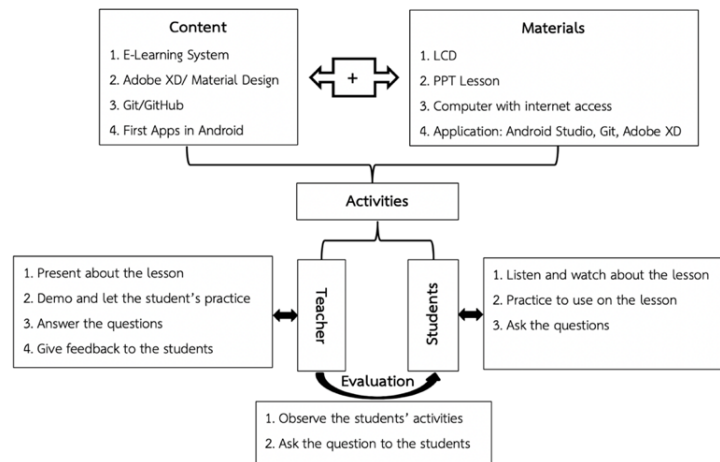 Content
1. E-Learning System
2. Adobe XD/ Material Design
3. Git/GitHub
4. First Apps in Android
+
Materials
1. LCD
2. PPT Lesson
3. Computer with internet access
4. Application: Android Studio, Git, Adobe XD
Activities
1. Present about the lesson
2. Demo and let the student's practice
3. Answer the questions
4. Give feedback to the students
Teacher
Students
1. Listen and watch about the lesson
2. Practice to use on the lesson
3. Ask the questions
Evaluation
1. Observe the students' activities
2. Ask the question to the students